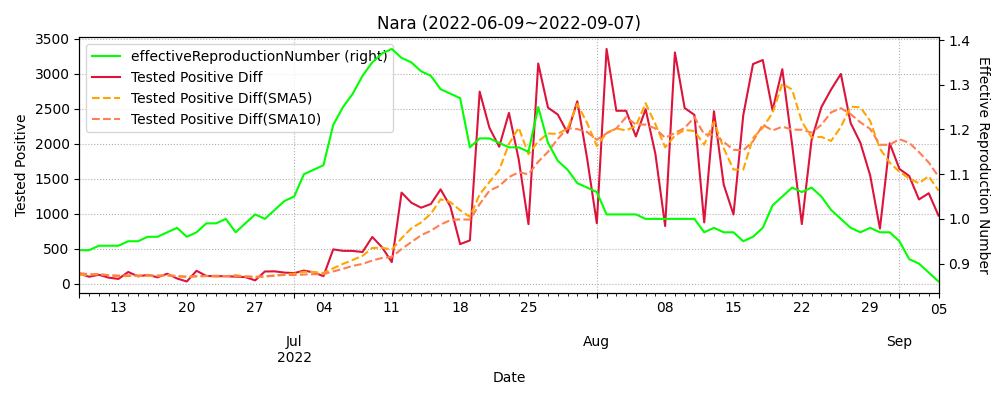 Nara (2022-06-09~2022-09-07)
effectiveReproductionNumber (right)
Tested Positive Diff
Tested Positive Diff(SMA5)
Tested Positive Diff(SMA10)
Tested Positive
3500
3000
2500
2000
1500
1000
500
0
1.4
1.3
1.2
1.1
1.0
0.9
Effective Reproduction Number
13 20 27 04 11 18 25 08 15 22 29 05
Jul Aug Sep
2022
Date